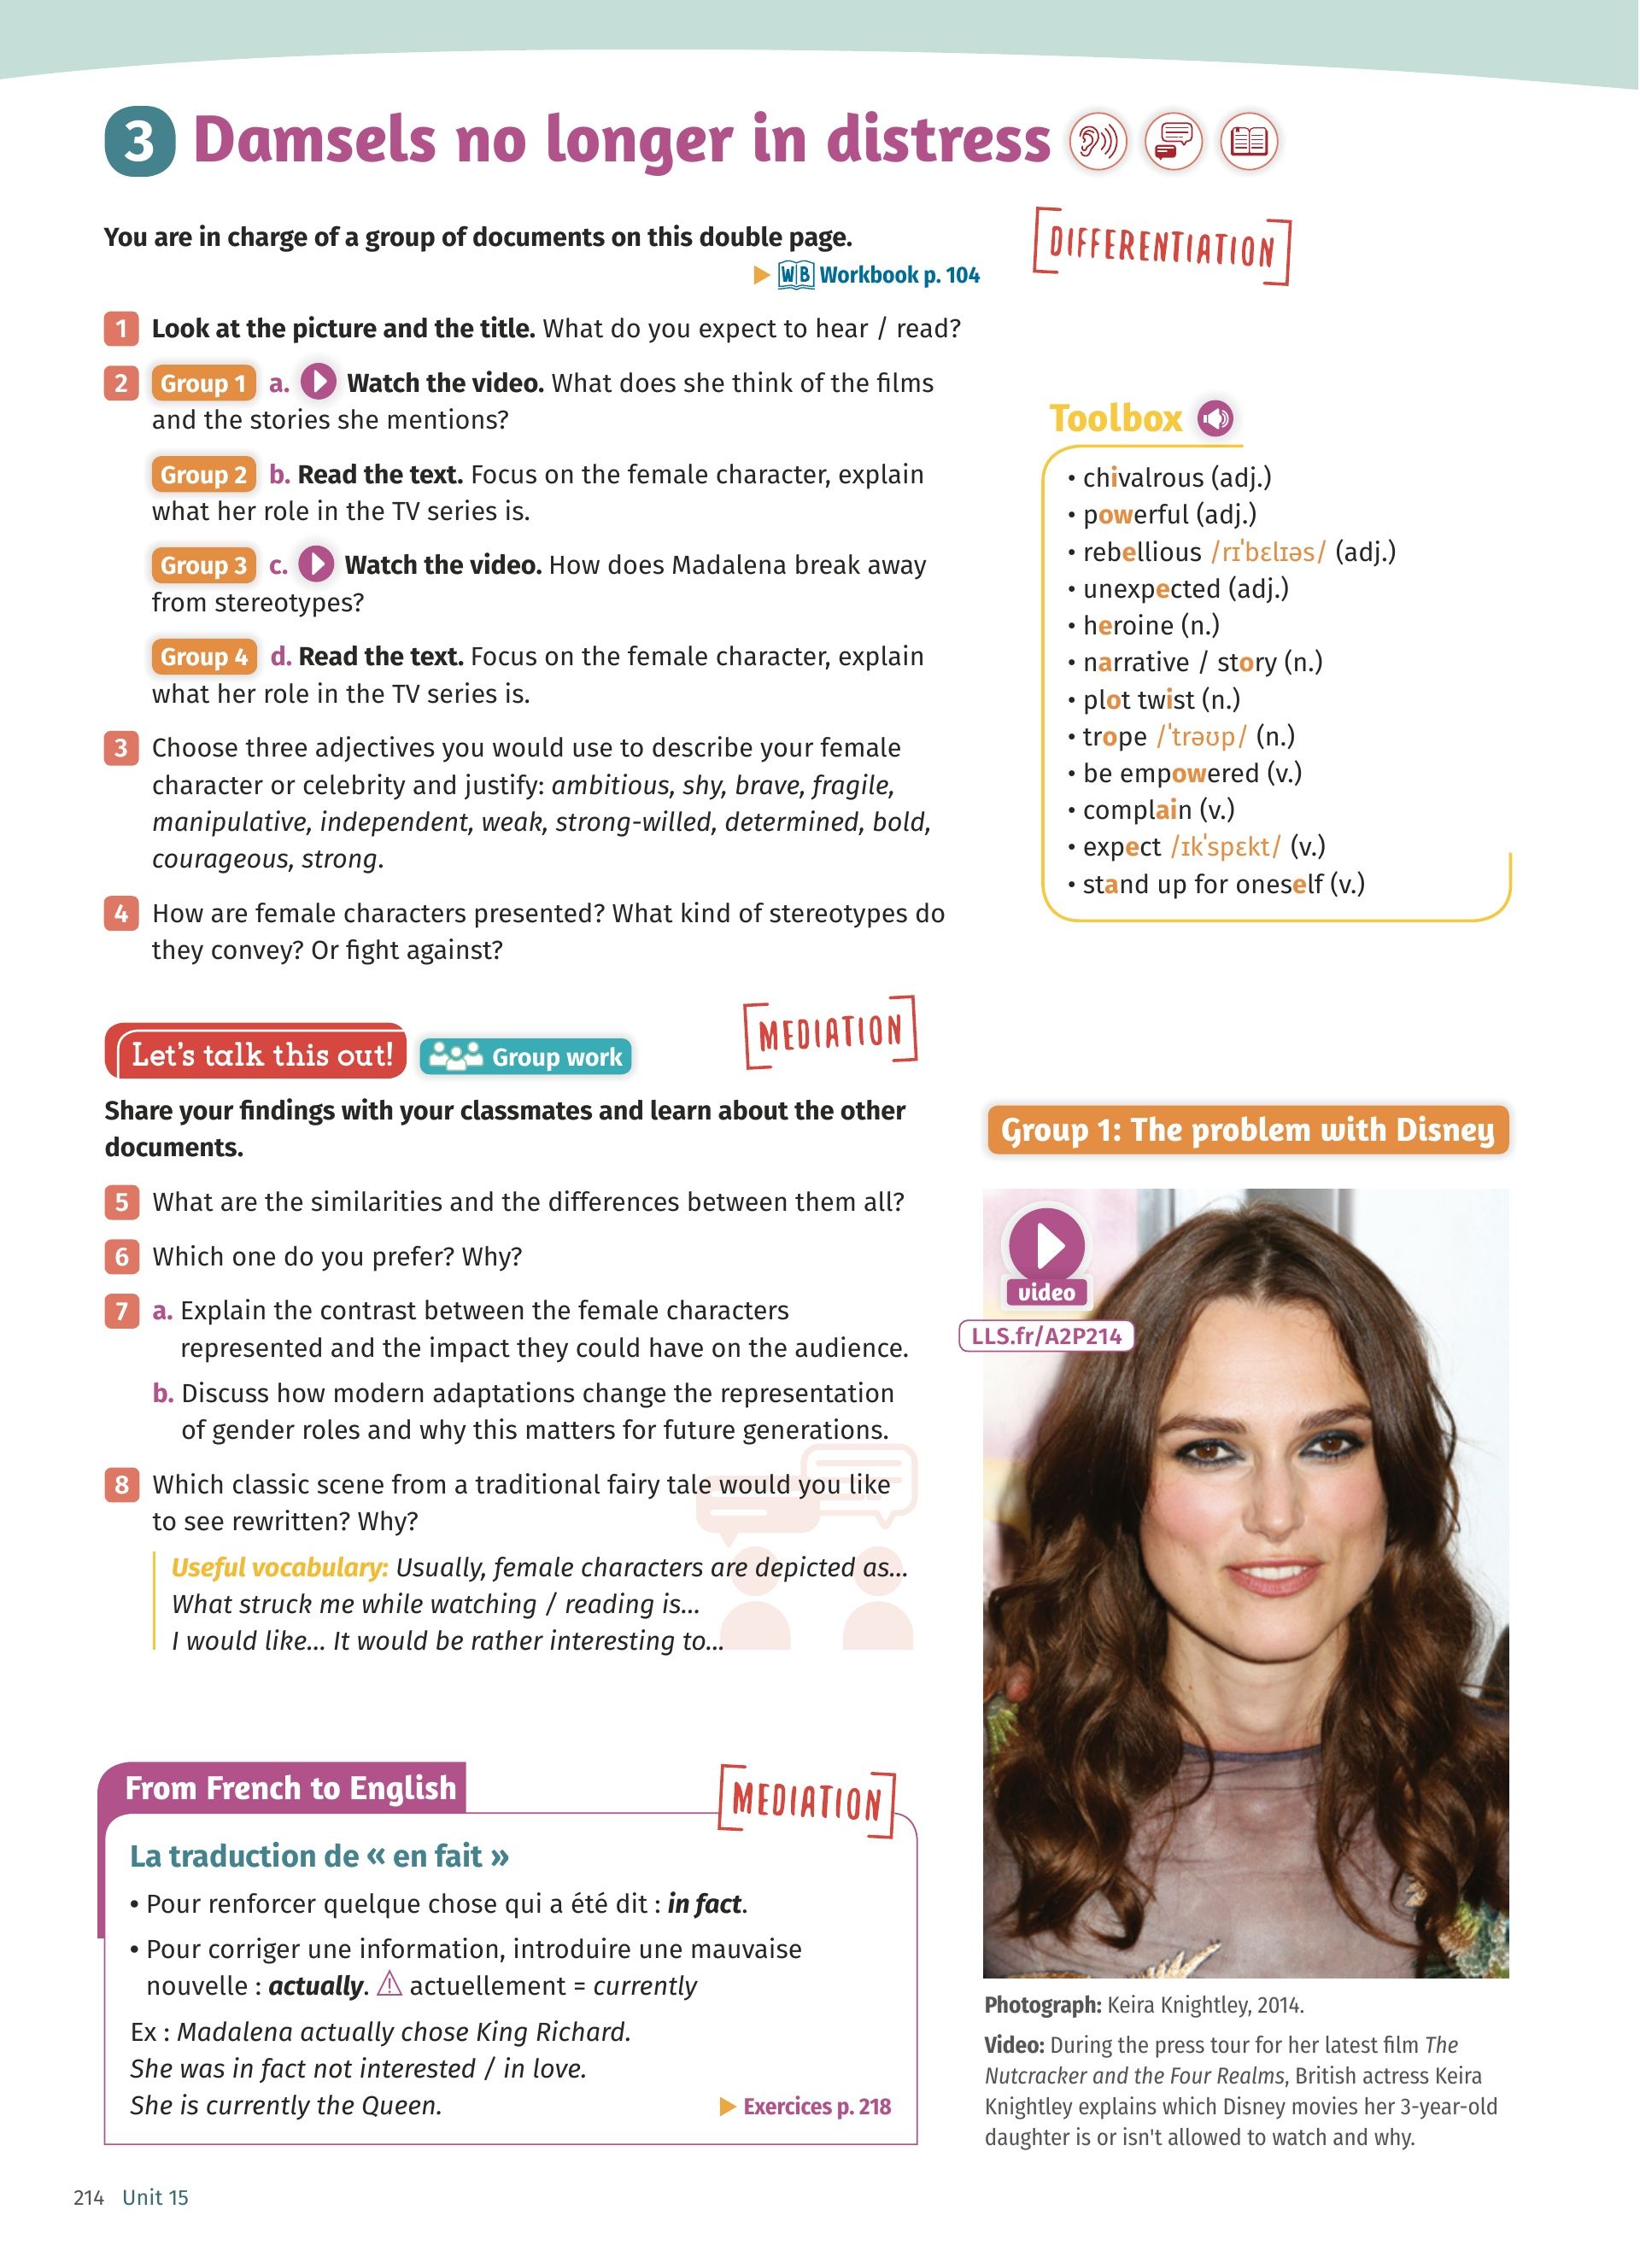 3 Damsels no longer in distress
You are in charge of a group of documents on this double page.
WB Workbook p. 104
DIFFERENTIATION
1 Look at the picture and the title. What do you expect to hear / read?
2 Group 1 a. Watch the video. What does she think of the films
and the stories she mentions?
Group 2 b. Read the text. Focus on the female character, explain
what her role in the TV series is.
Group 3 c. Watch the video. How does Madalena break away
from stereotypes?
Group 4 d. Read the text. Focus on the female character, explain
what her role in the TV series is.
3 Choose three adjectives you would use to describe your female
character or celebrity and justify: ambitious, shy, brave, fragile,
manipulative, independent, weak, strong-willed, determined, bold,
courageous, strong.
4 How are female characters presented? What kind of stereotypes do
they convey? Or fight against?
Toolbox
• chivalrous (adj.)
• powerful (adj.)
• rebellious /rɪˈbɛlɪəs/ (adj.)
• unexpected (adj.)
• heroine (n.)
• narrative / story (n.)
• plot twist (n.)
• trope /ˈtrəʊp/ (n.)
• be empowered (v.)
• complain (v.)
• expect /ɪkˈspɛkt/ (v.)
• stand up for oneself (v.)
Let's talk this out! Group work
MEDIATION
Share your findings with your classmates and learn about the other
documents.
5 What are the similarities and the differences between them all?
6 Which one do you prefer? Why?
7 a. Explain the contrast between the female characters
represented and the impact they could have on the audience.
b. Discuss how modern adaptations change the representation
of gender roles and why this matters for future generations.
8 Which classic scene from a traditional fairy tale would you like
to see rewritten? Why?
Useful vocabulary: Usually, female characters are depicted as...
What struck me while watching / reading is...
I would like... It would be rather interesting to...
From French to English
MEDIATION
La traduction de « en fait »
• Pour renforcer quelque chose qui a été dit : in fact.
• Pour corriger une information, introduire une mauvaise
nouvelle : actually. ⚠ actuellement = currently
Ex : Madalena actually chose King Richard.
She was in fact not interested / in love.
She is currently the Queen.
Exercices p. 218
Group 1: The problem with Disney
video
LLS.fr/A2P214
Photograph: Keira Knightley, 2014.
Video: During the press tour for her latest film The
Nutcracker and the Four Realms, British actress Keira
Knightley explains which Disney movies her 3-year-old
daughter is or isn't allowed to watch and why.
214 Unit 15